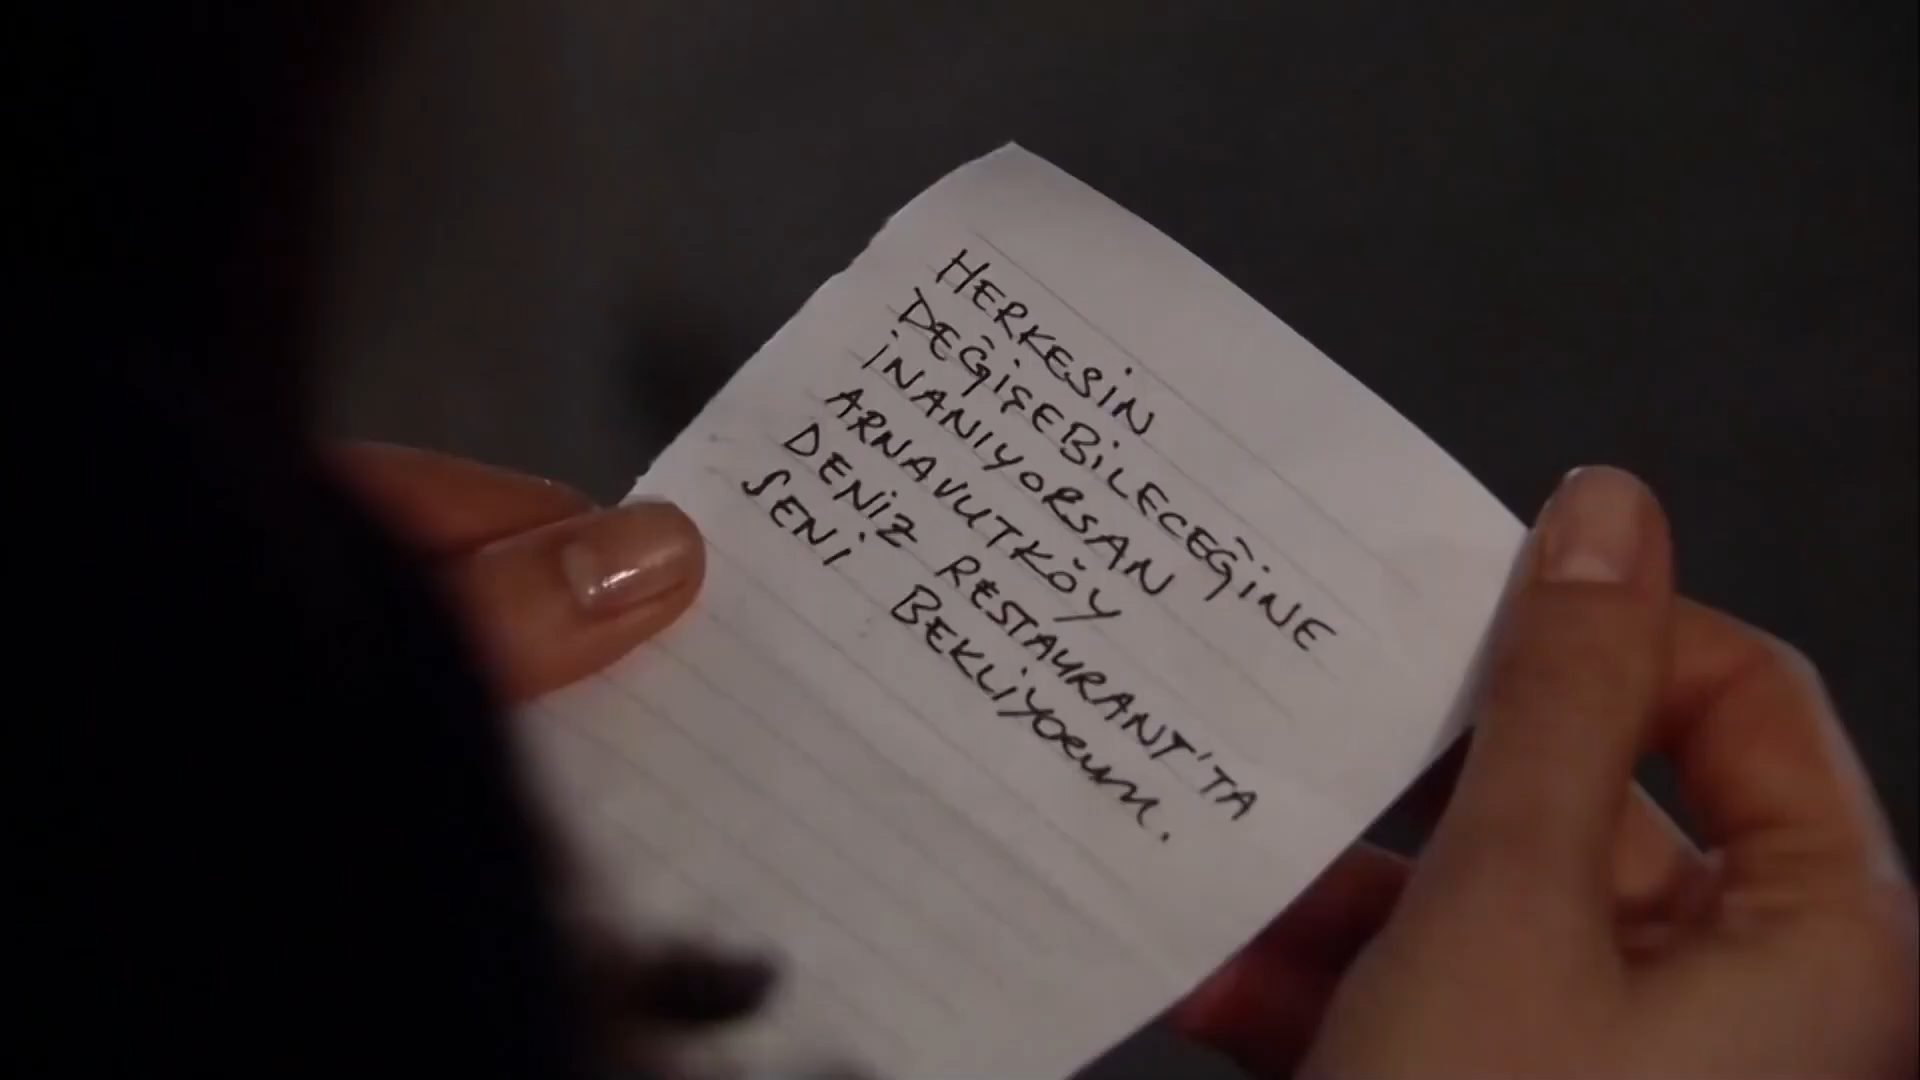 HERKESİN
DEĞİŞEBİLECEĞİNE
İNANIYORSAN
ARNAVUTKÖY
DENİZ RESTAURANT'TA
SENİ BEKLİYORUM.